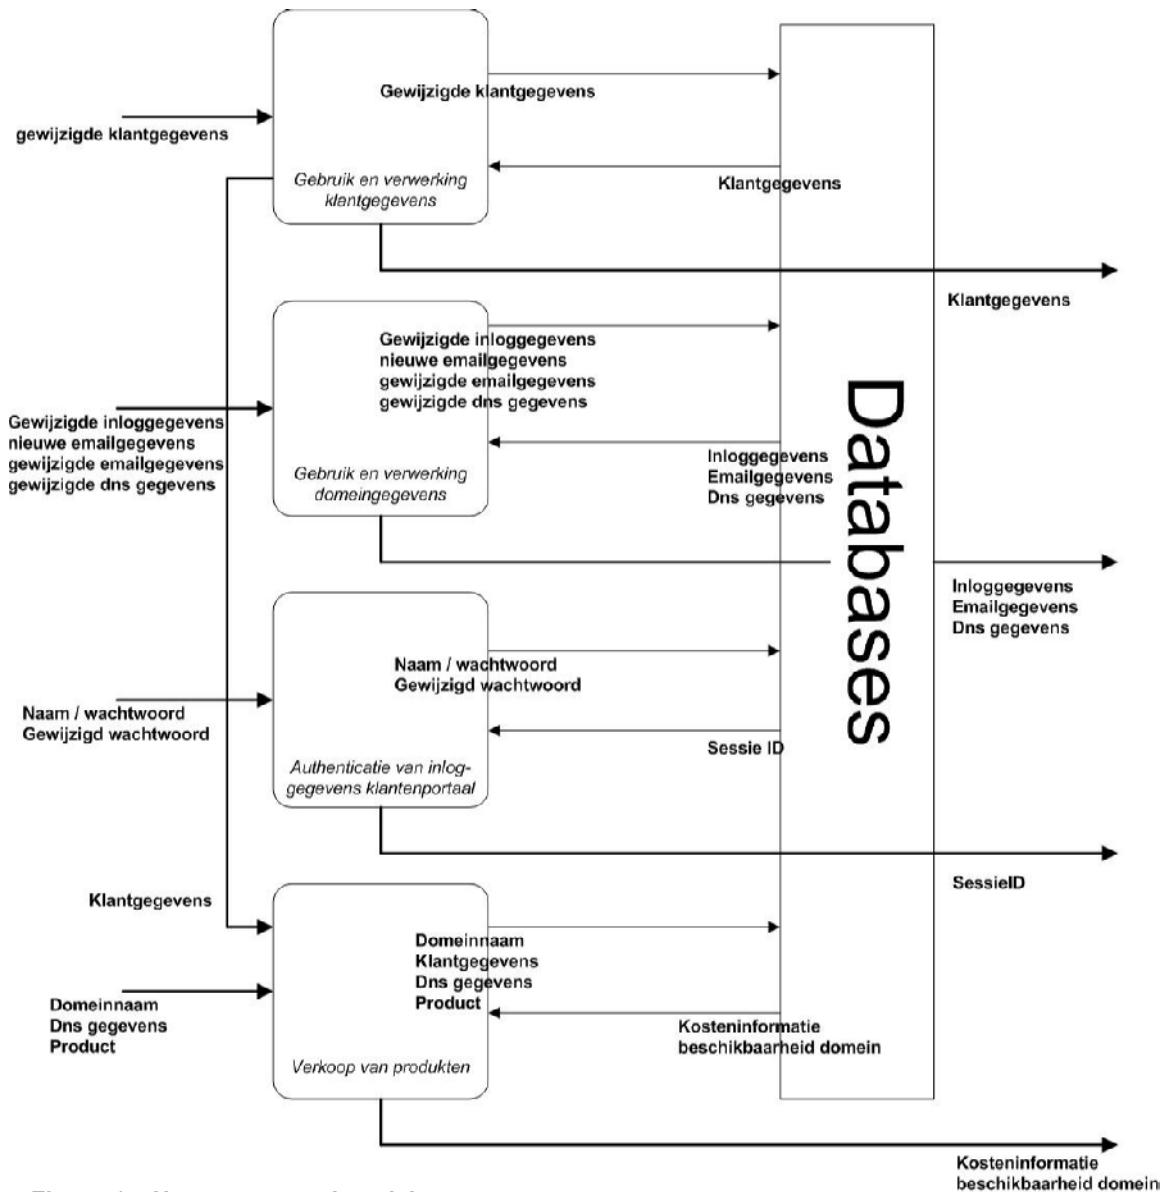 Gewijzigde klantgegevens
gewijzigde klantgegevens
Gebruik en verwerking
klantgegevens
Klantgegevens
Klantgegevens
Gewijzigde inloggegevens
nieuwe emailgegevens
gewijzigde emailgegevens
gewijzigde dns gegevens
Gewijzigde inloggegevens
nieuwe emailgegevens
gewijzigde emailgegevens
gewijzigde dns gegevens
Gebruik en verwerking
domeingegevens
Inloggegevens
Emailgegevens
Dns gegevens
Databases
Inloggegevens
Emailgegevens
Dns gegevens
Naam / wachtwoord
Gewijzigd wachtwoord
Naam / wachtwoord
Gewijzigd wachtwoord
Sessie ID
Authenticatie van inlog-
gegevens klantenportaal
SessieID
Klantgegevens
Domeinnaam
Klantgegevens
Dns gegevens
Product
Domeinnaam
Dns gegevens
Product
Kosteninformatie
beschikbaarheid domein
Verkoop van produkten
Kosteninformatie
beschikbaarheid domein